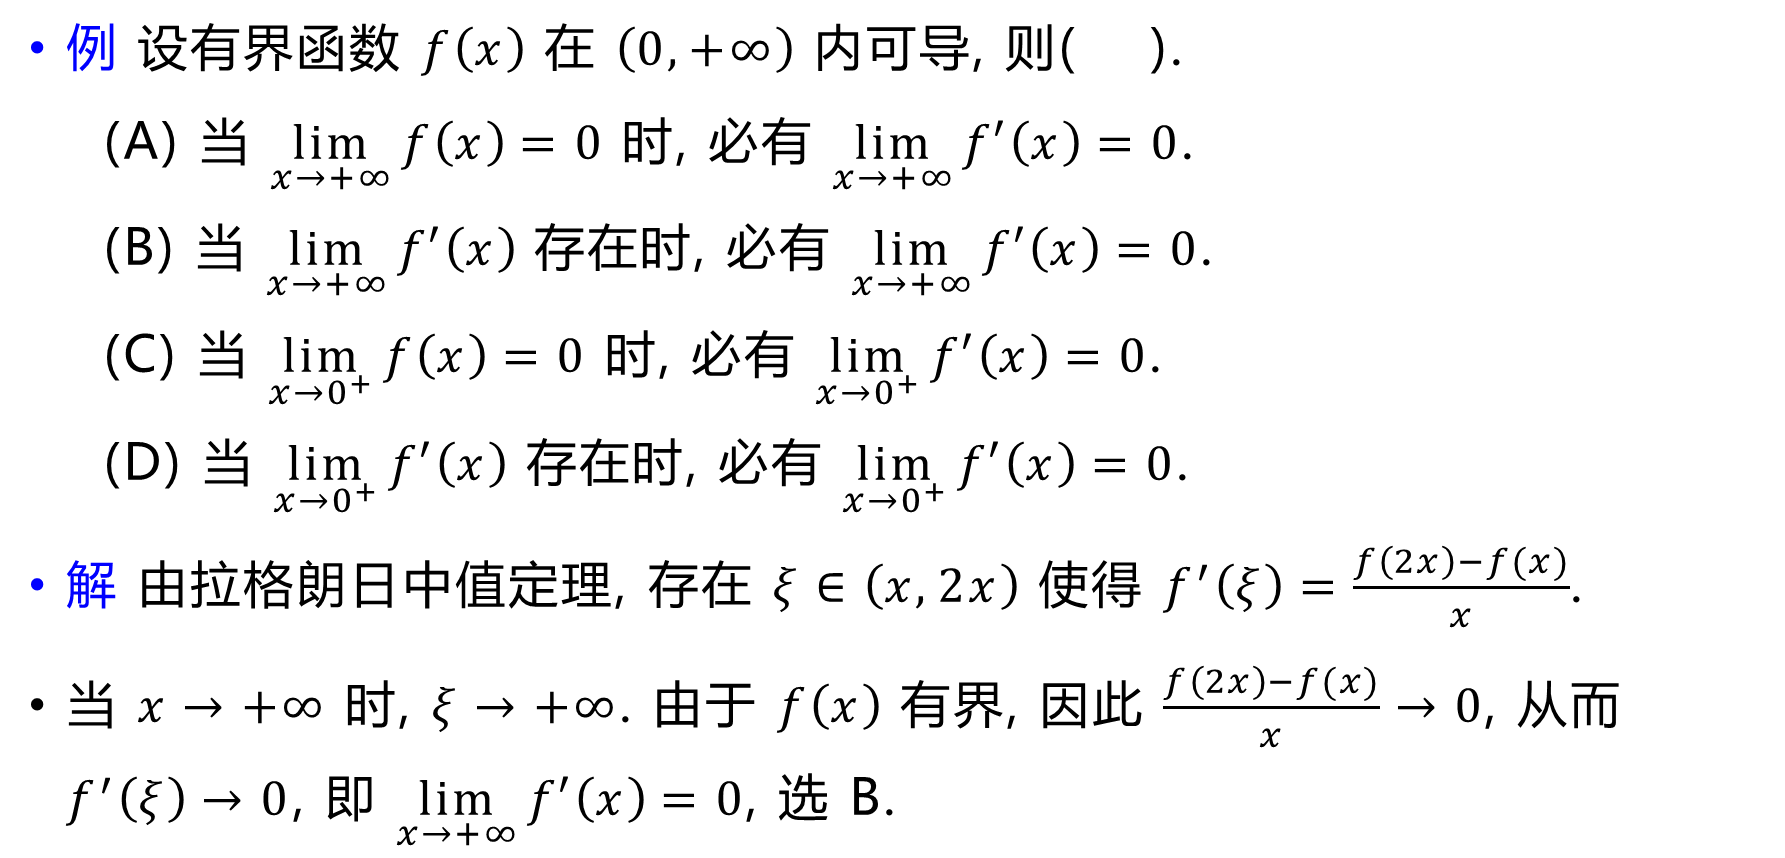 • 例 设有界函数 f(x) 在 (0, +∞) 内可导, 则(    ).
(A) 当 lim_{x→+∞} f(x) = 0 时, 必有 lim_{x→+∞} f′(x) = 0.
(B) 当 lim_{x→+∞} f′(x) 存在时, 必有 lim_{x→+∞} f′(x) = 0.
(C) 当 lim_{x→0⁺} f(x) = 0 时, 必有 lim_{x→0⁺} f′(x) = 0.
(D) 当 lim_{x→0⁺} f′(x) 存在时, 必有 lim_{x→0⁺} f′(x) = 0.
• 解 由拉格朗日中值定理, 存在 ξ ∈ (x, 2x) 使得 f′(ξ) = \frac{f(2x)−f(x)}{x}.
• 当 x → +∞ 时, ξ → +∞. 由于 f(x) 有界, 因此 \frac{f(2x)−f(x)}{x} → 0, 从而
f′(ξ) → 0, 即 lim_{x→+∞} f′(x) = 0, 选 B.